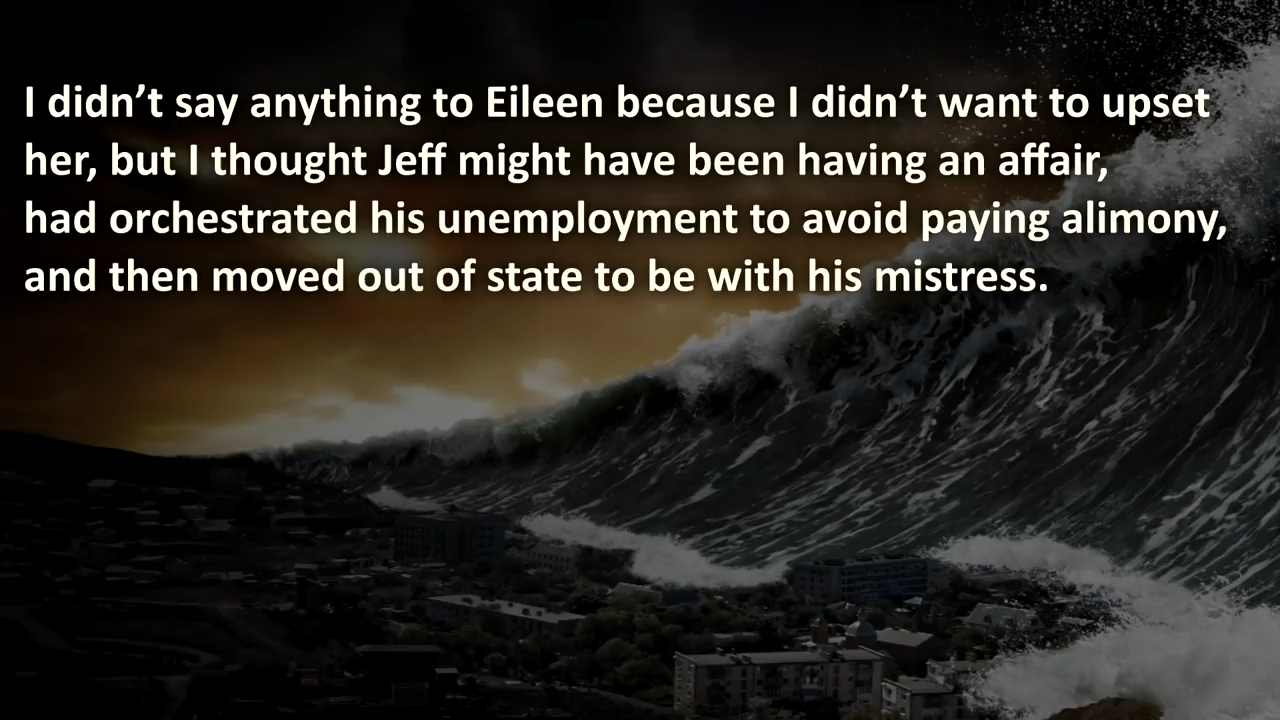 I didn’t say anything to Eileen because I didn’t want to upset
her, but I thought Jeff might have been having an affair,
had orchestrated his unemployment to avoid paying alimony,
and then moved out of state to be with his mistress.